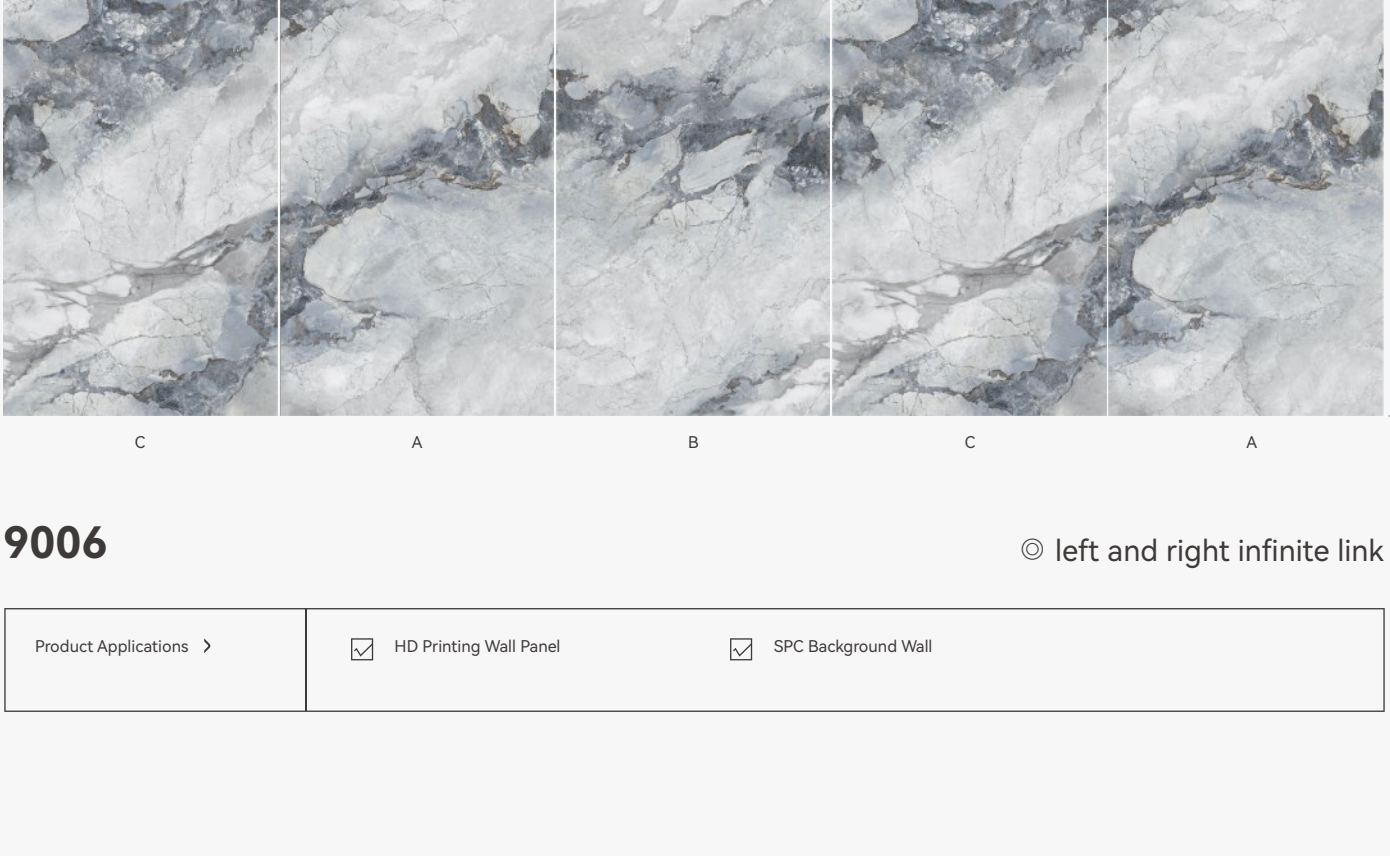 C A B C A
9006
◎ left and right infinite link
Product Applications > ☑ HD Printing Wall Panel ☑ SPC Background Wall